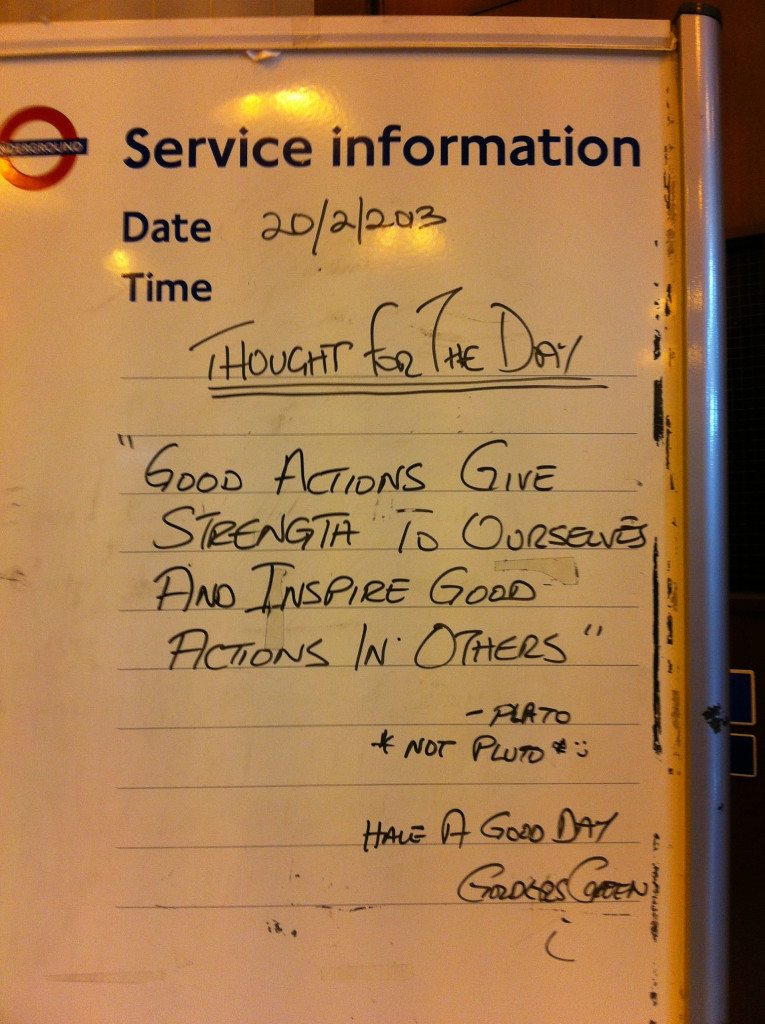 UNDERGROUND
Service information
Date 20/2/2013
Time
THOUGHT FOR THE DAY
"GOOD ACTIONS GIVE
STRENGTH TO OURSELVES
AND INSPIRE GOOD
ACTIONS IN OTHERS"
- PLATO
* NOT PLUTO * :)
HAVE A GOOD DAY
GOLDERS GREEN